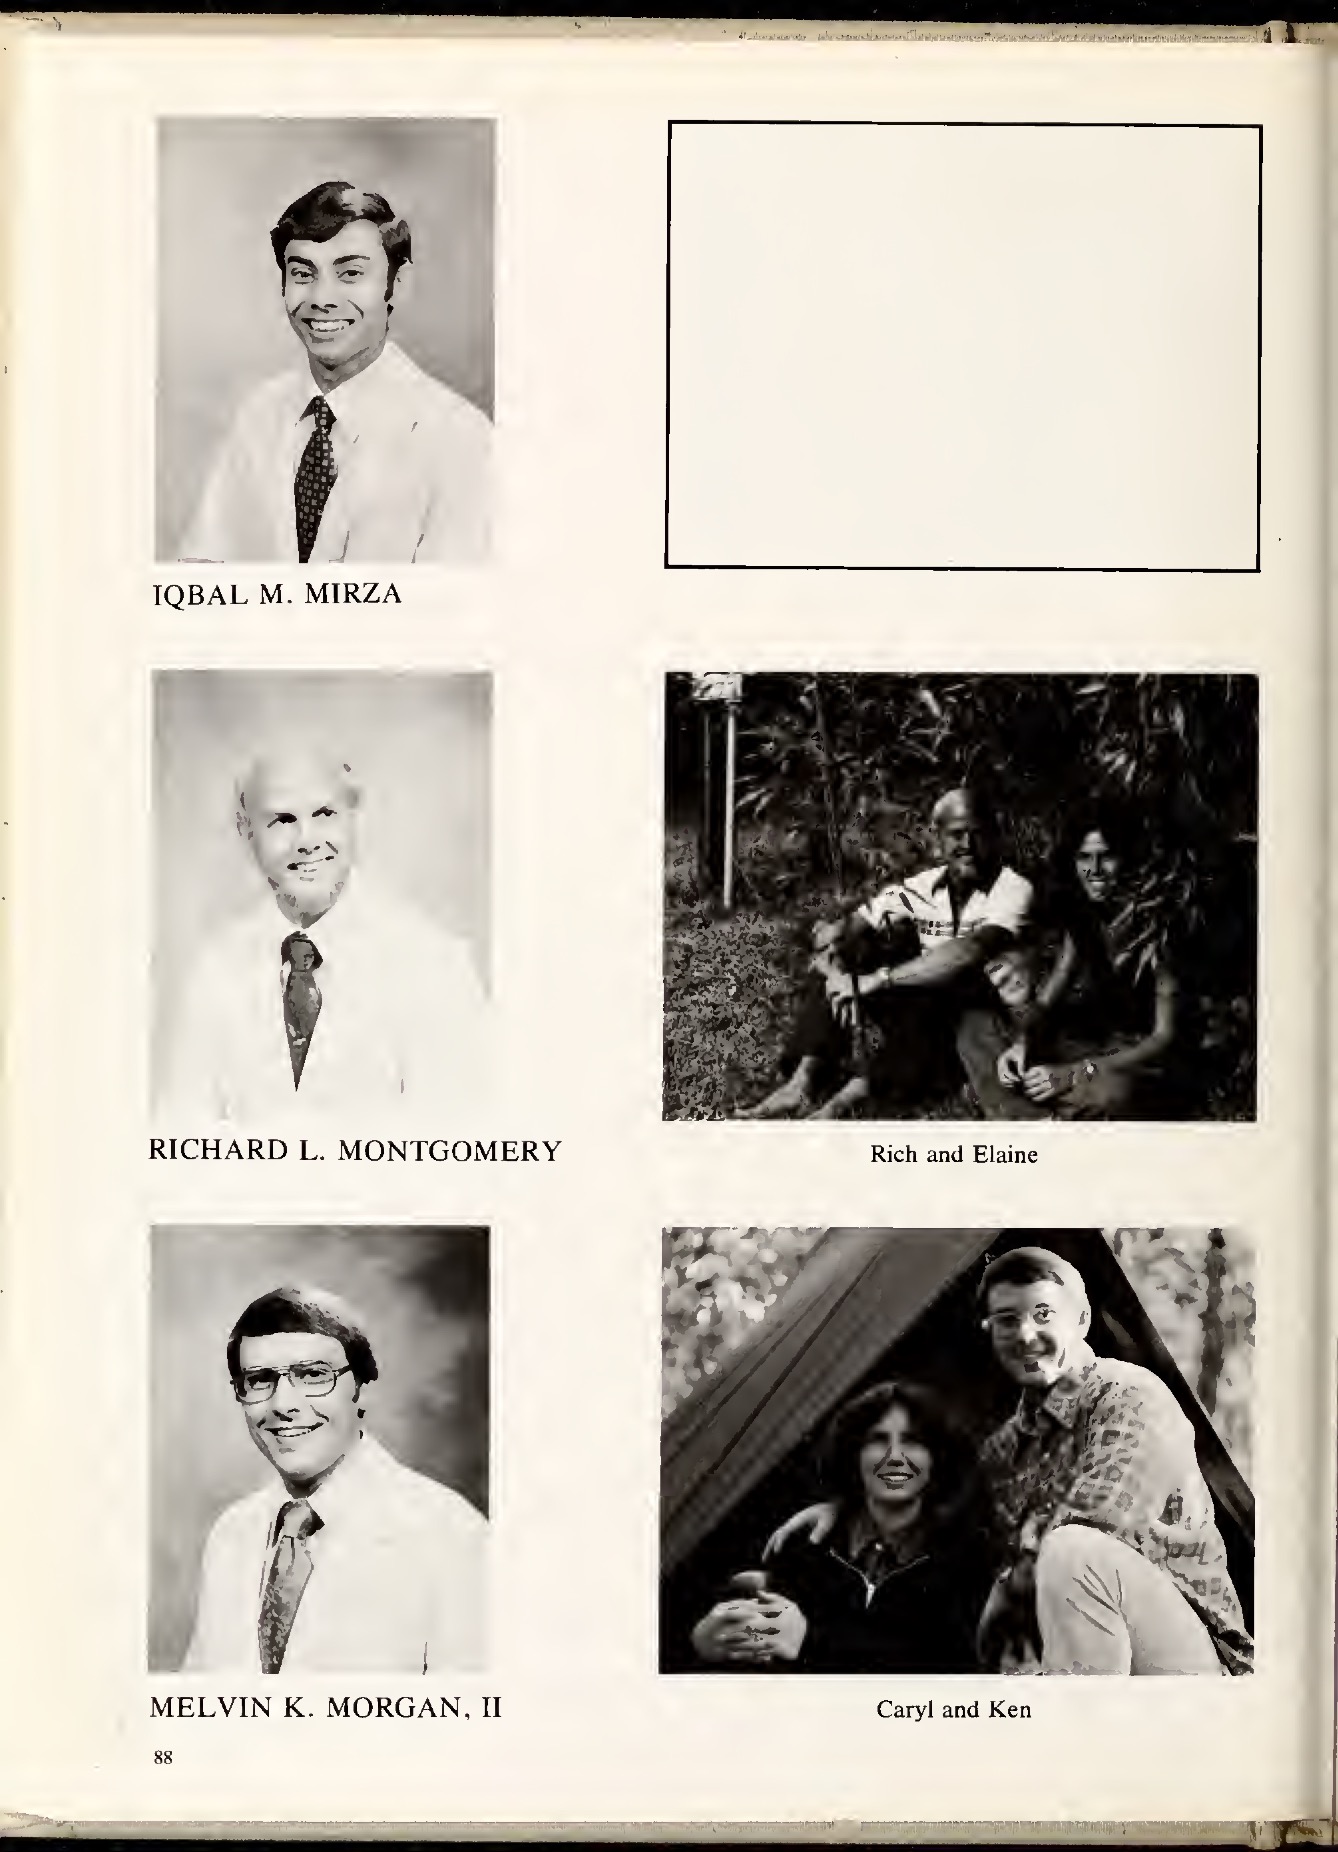 IQBAL M. MIRZA
RICHARD L. MONTGOMERY
Rich and Elaine
MELVIN K. MORGAN, II
Caryl and Ken
88